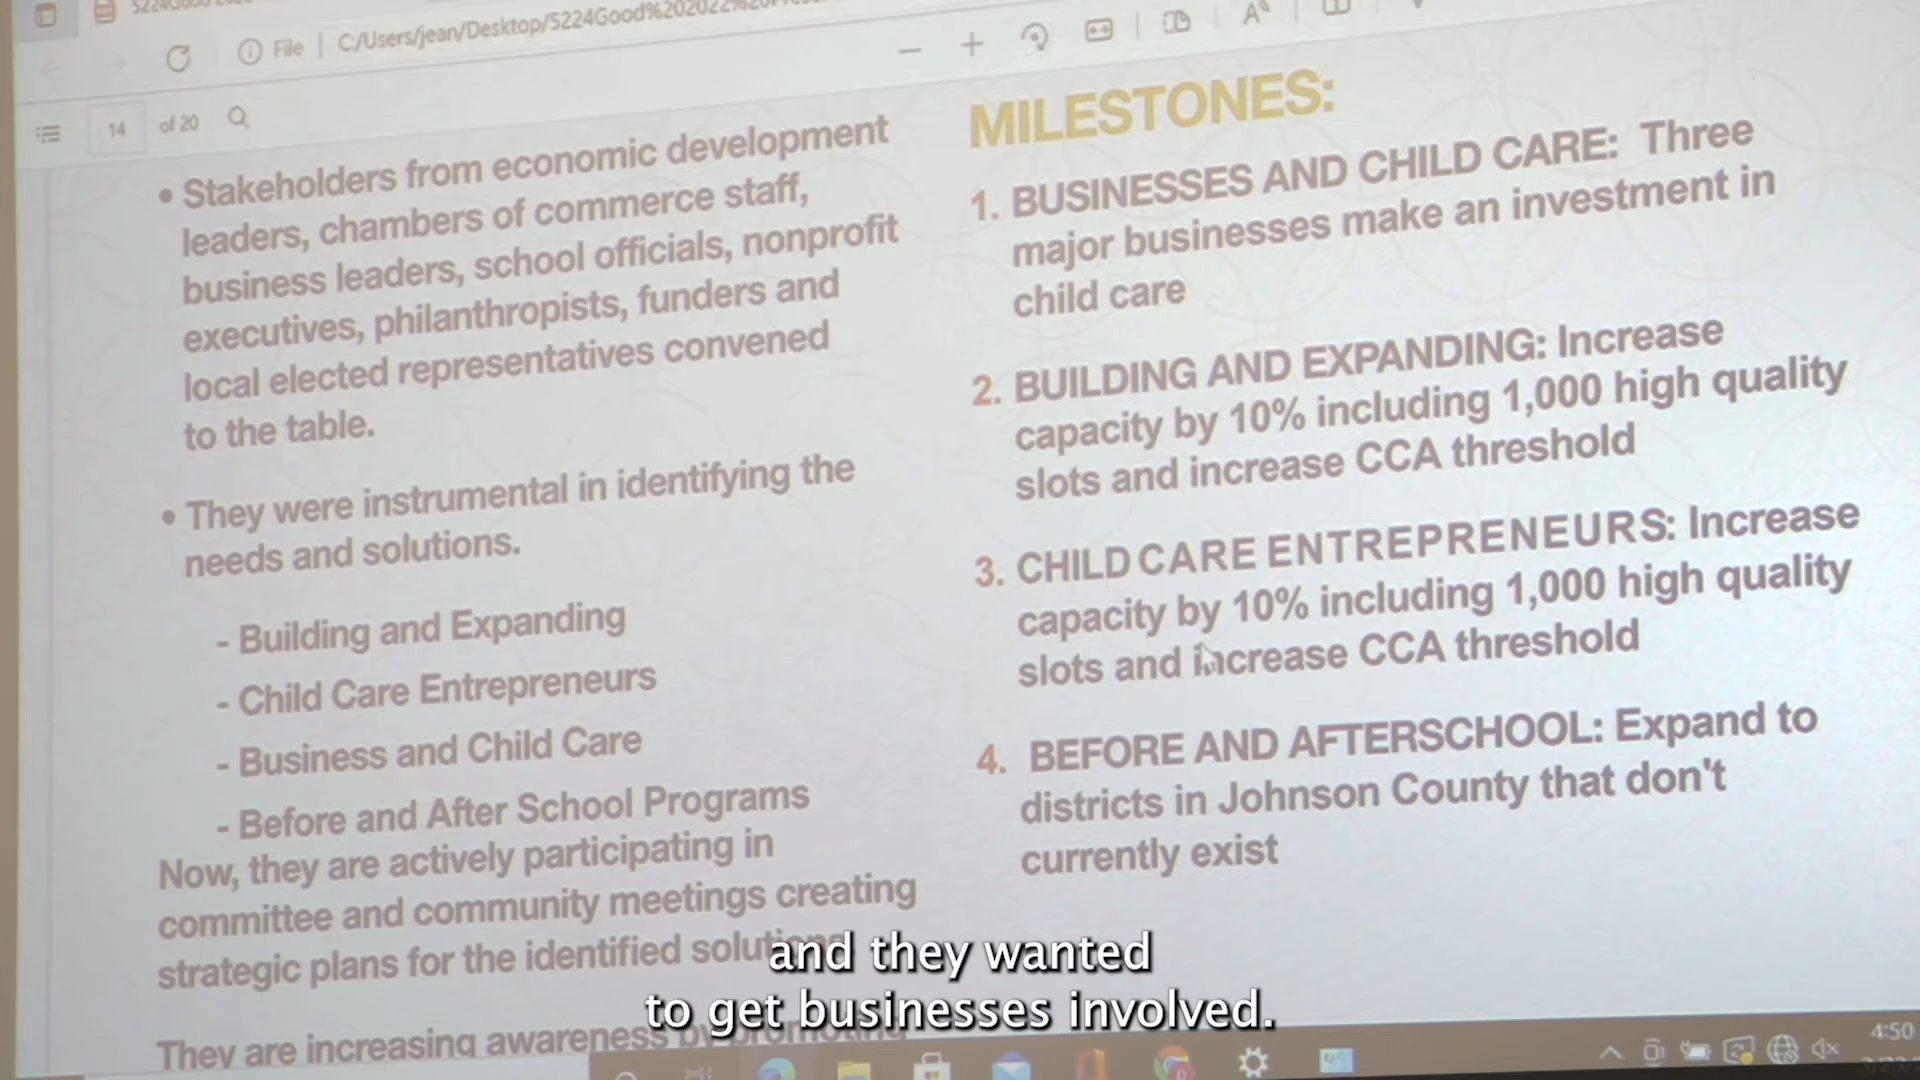 File | C:/Users/jean/Desktop/5224Good%202022%20
14 of 20
• Stakeholders from economic development
leaders, chambers of commerce staff,
business leaders, school officials, nonprofit
executives, philanthropists, funders and
local elected representatives convened
to the table.
• They were instrumental in identifying the
needs and solutions.
- Building and Expanding
- Child Care Entrepreneurs
- Business and Child Care
- Before and After School Programs
Now, they are actively participating in
committee and community meetings creating
strategic plans for the identified
They are increasing awareness by
MILESTONES:
1. BUSINESSES AND CHILD CARE: Three
major businesses make an investment in
child care
2. BUILDING AND EXPANDING: Increase
capacity by 10% including 1,000 high quality
slots and increase CCA threshold
3. CHILD CARE ENTREPRENEURS: Increase
capacity by 10% including 1,000 high quality
slots and increase CCA threshold
4. BEFORE AND AFTERSCHOOL: Expand to
districts in Johnson County that don't
currently exist
and they wanted
to get businesses involved.
4:50